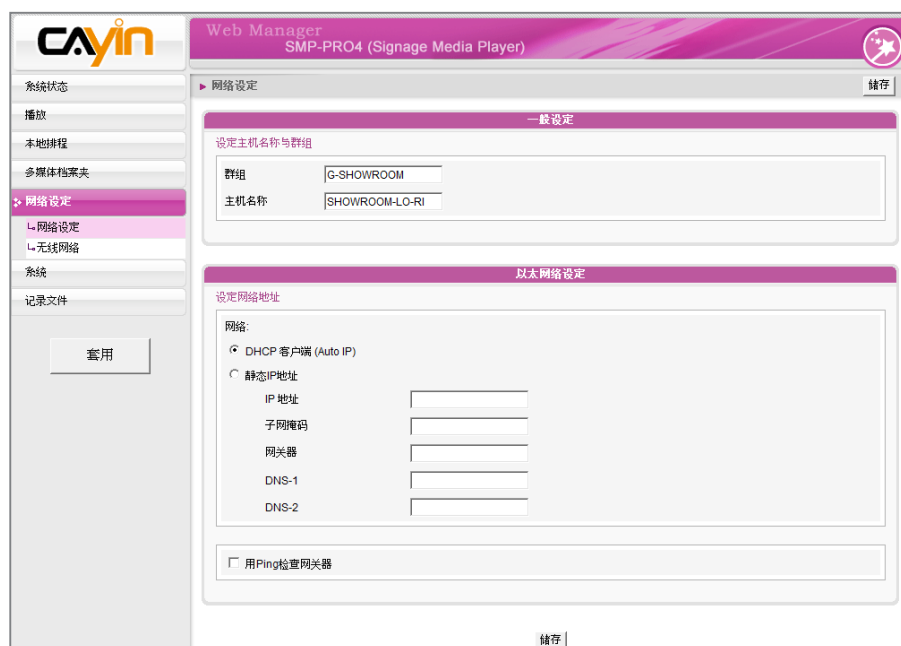 CAYIN
Web Manager
SMP-PRO4 (Signage Media Player)
系统状态
播放
本地排程
多媒体档案夹
网络设定
网络设定
无线网络
系统
记录文件
套用
网络设定
储存
一般设定
设定主机名称与群组
群组 G-SHOWROOM
主机名称 SHOWROOM-LO-RI
以太网络设定
设定网络地址
网络:
DHCP 客户端 (Auto IP)
静态IP地址
IP 地址
子网掩码
网关器
DNS-1
DNS-2
用Ping检查网关器
储存